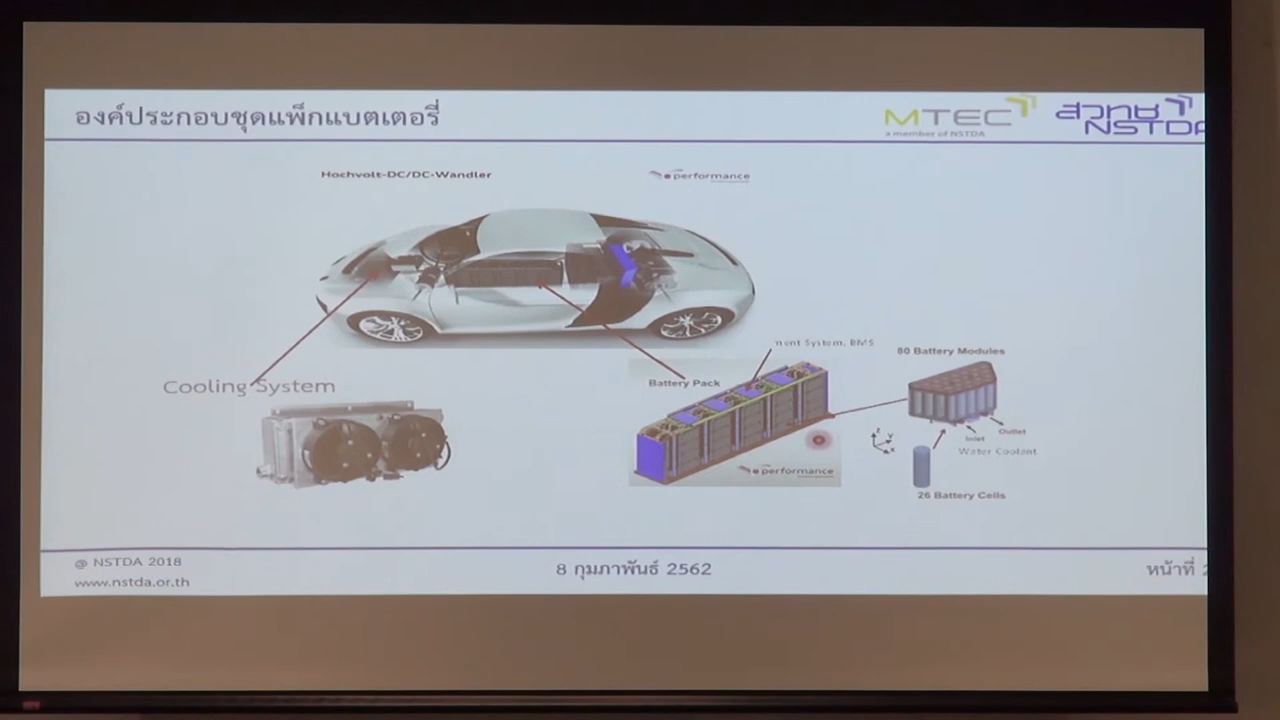 องค์ประกอบชุดแพ็กแบตเตอรี่
MTEC
a member of NSTDA
สวทช
NSTDA
Hochvolt-DC/DC-Wandler
e performance
Cooling System
Battery Pack
ment System, BMS
80 Battery Modules
Inlet
Outlet
Water Coolant
Z
Y
X
e performance
26 Battery Cells
@ NSTDA 2018
www.nstda.or.th
8 กุมภาพันธ์ 2562
หน้าที่